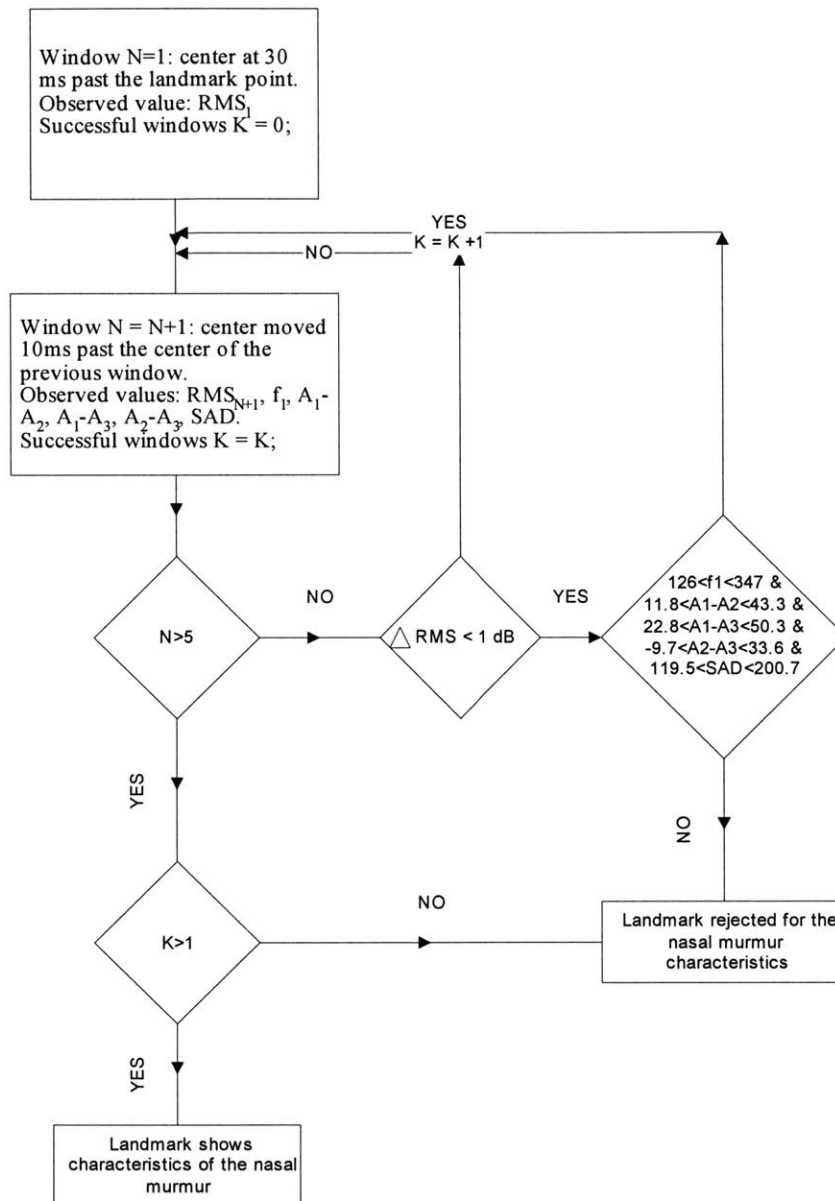 Window N=1: center at 30
ms past the landmark point.
Observed value: RMS1
Successful windows K = 0;
YES
K = K +1
NO
Window N = N+1: center moved
10ms past the center of the
previous window.
Observed values: RMSN+1, f1, A1-
A2, A1-A3, A2-A3, SAD.
Successful windows K = K;
N>5
NO
△ RMS < 1 dB
YES
126<f1<347 &
11.8<A1-A2<43.3 &
22.8<A1-A3<50.3 &
-9.7<A2-A3<33.6 &
119.5<SAD<200.7
YES
NO
K>1
NO
Landmark rejected for the
nasal murmur
characteristics
YES
Landmark shows
characteristics of the nasal
murmur